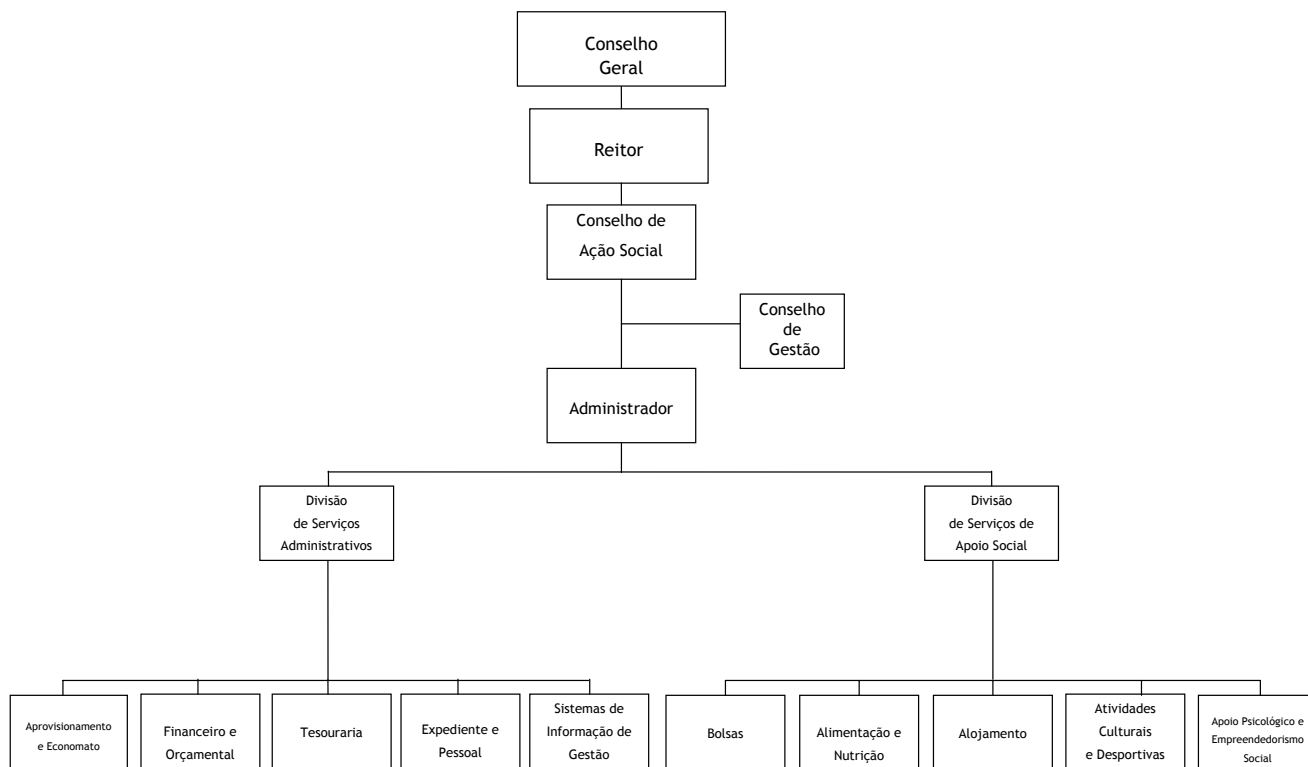 Conselho
Geral
Reitor
Conselho de
Ação Social
Conselho
de
Gestão
Administrador
Divisão
de Serviços
Administrativos
Divisão
de Serviços de
Apoio Social
Aprovisionamento
e Economato
Financeiro e
Orçamental
Tesouraria
Expediente e
Pessoal
Sistemas de
Informação de
Gestão
Bolsas
Alimentação e
Nutrição
Alojamento
Atividades
Culturais
e Desportivas
Apoio Psicológico e
Empreendedorismo
Social